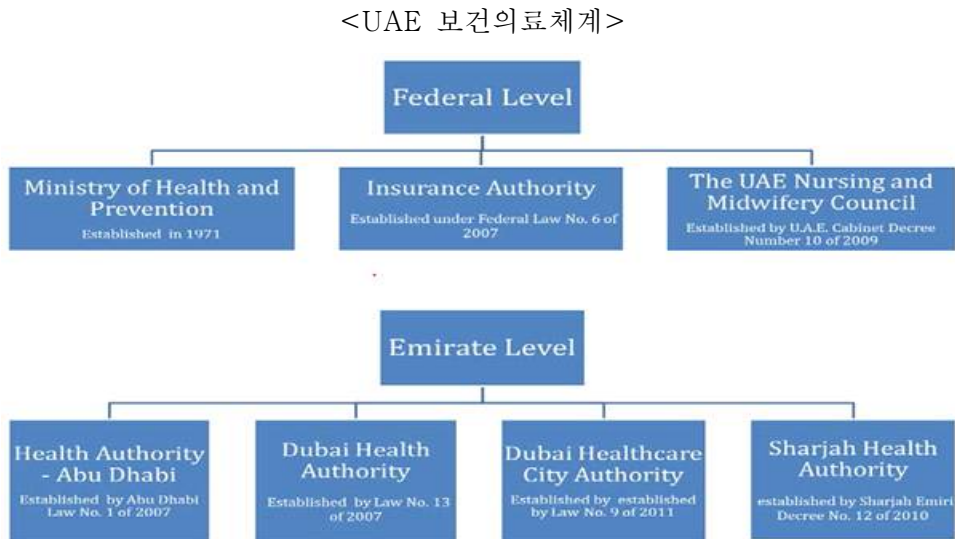 <UAE 보건의료체계>
Federal Level
Ministry of Health and
Prevention
Established in 1971
Insurance Authority
Established under Federal Law No. 6 of
2007
The UAE Nursing and
Midwifery Council
Established by U.A.E. Cabinet Decree
Number 10 of 2009
Emirate Level
Health Authority
- Abu Dhabi
Established by Abu Dhabi
Law No. 1 of 2007
Dubai Health
Authority
Established by Law No. 13
of 2007
Dubai Healthcare
City Authority
Established by established
by Law No. 9 of 2011
Sharjah Health
Authority
established by Sharjah Emiri
Decree No. 12 of 2010